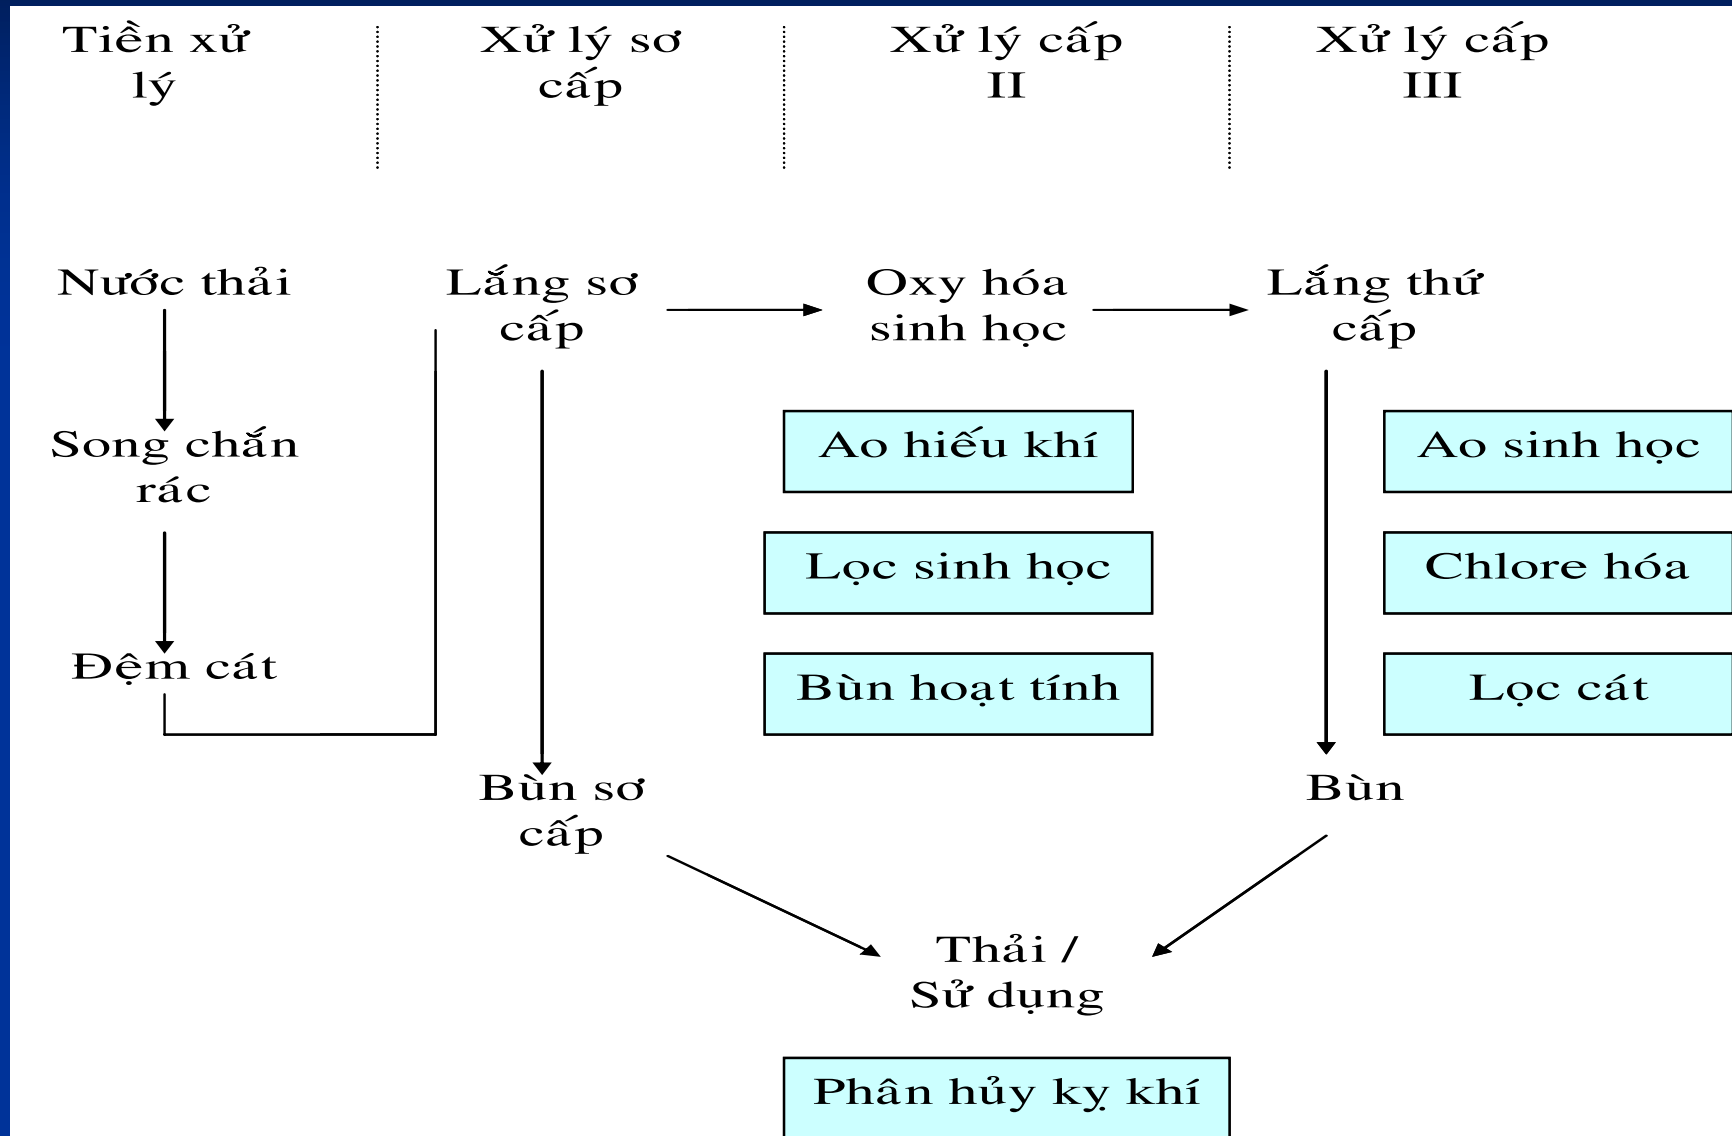 Tiền xử
lý
Xử lý sơ
cấp
Xử lý cấp
II
Xử lý cấp
III
Nước thải
Lắng sơ
cấp
Oxy hóa
sinh học
Lắng thứ
cấp
Song chắn
rác
Ao hiếu khí
Ao sinh học
Lọc sinh học
Chlore hóa
Đệm cát
Bùn hoạt tính
Lọc cát
Bùn sơ
cấp
Bùn
Thải /
Sử dụng
Phân hủy kỵ khí